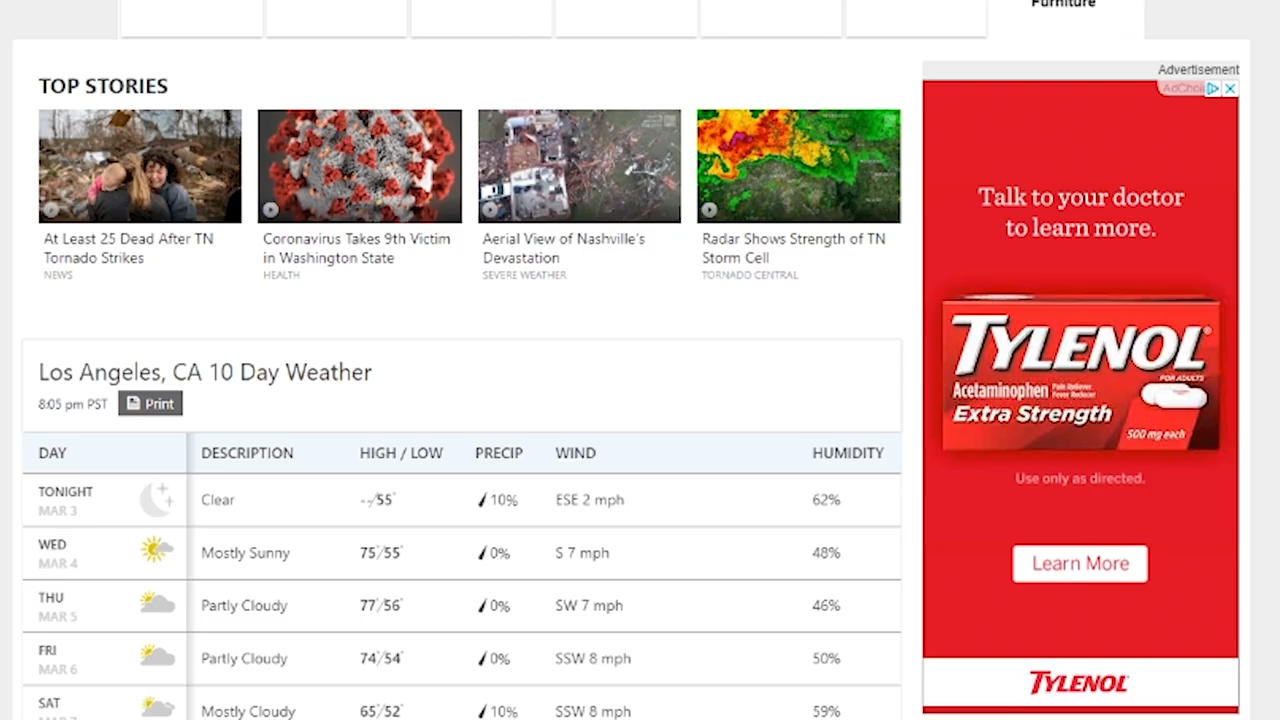 Furniture
TOP STORIES
At Least 25 Dead After TN
Tornado Strikes
NEWS
Coronavirus Takes 9th Victim
in Washington State
HEALTH
Aerial View of Nashville's
Devastation
SEVERE WEATHER
Radar Shows Strength of TN
Storm Cell
TORNADO CENTRAL
Los Angeles, CA 10 Day Weather
8:05 pm PST Print
DAY DESCRIPTION HIGH / LOW PRECIP WIND HUMIDITY
TONIGHT
MAR 3
Clear --/55° 10% ESE 2 mph 62%
WED
MAR 4
Mostly Sunny 75°/55° 0% S 7 mph 48%
THU
MAR 5
Partly Cloudy 77°/56° 0% SW 7 mph 46%
FRI
MAR 6
Partly Cloudy 74°/54° 0% SSW 8 mph 50%
SAT
Mostly Cloudy 65°/52° 10% SSW 8 mph 59%
Advertisement
Talk to your doctor
to learn more.
TYLENOL®
FOR ADULTS
Acetaminophen Pain Reliever
Fever Reducer
Extra Strength
500 mg each
Use only as directed.
Learn More
TYLENOL®